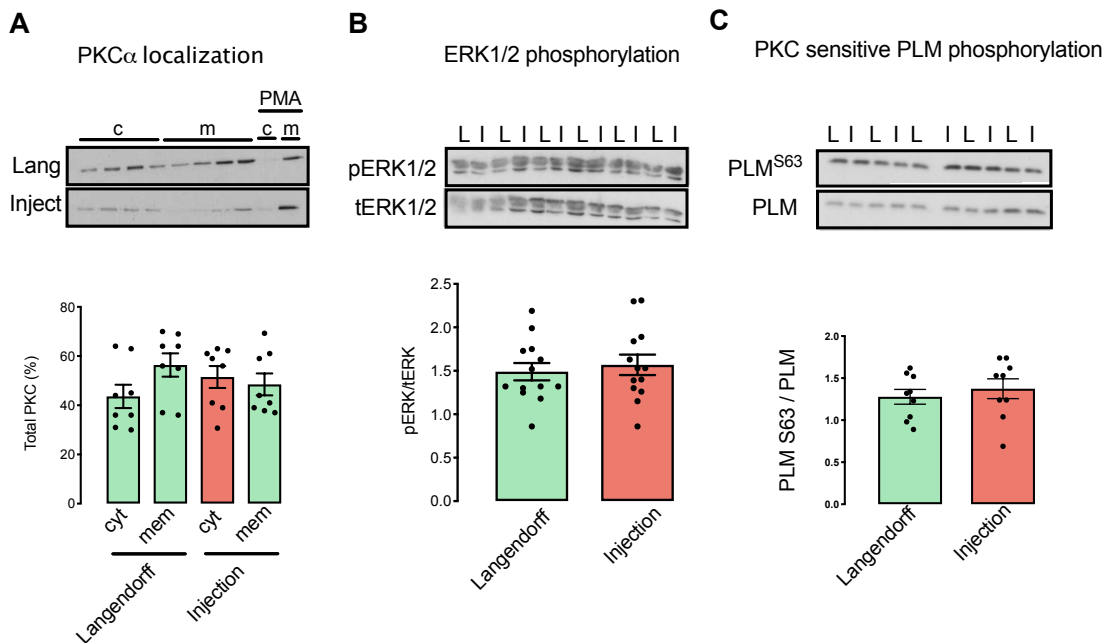 A
PKCα localization
PMA
c m c m
Lang
Inject
Total PKC (%)
80
60
40
20
0
cyt mem cyt mem
Langendorff Injection
B
ERK1/2 phosphorylation
L I L I L I L I L I L I
pERK1/2
tERK1/2
pERK/tERK
2.5
2.0
1.5
1.0
0.5
0.0
Langendorff Injection
C
PKC sensitive PLM phosphorylation
L I L I L I L I L I
PLM^S63
PLM
PLM S63 / PLM
2.0
1.5
1.0
0.5
0.0
Langendorff Injection